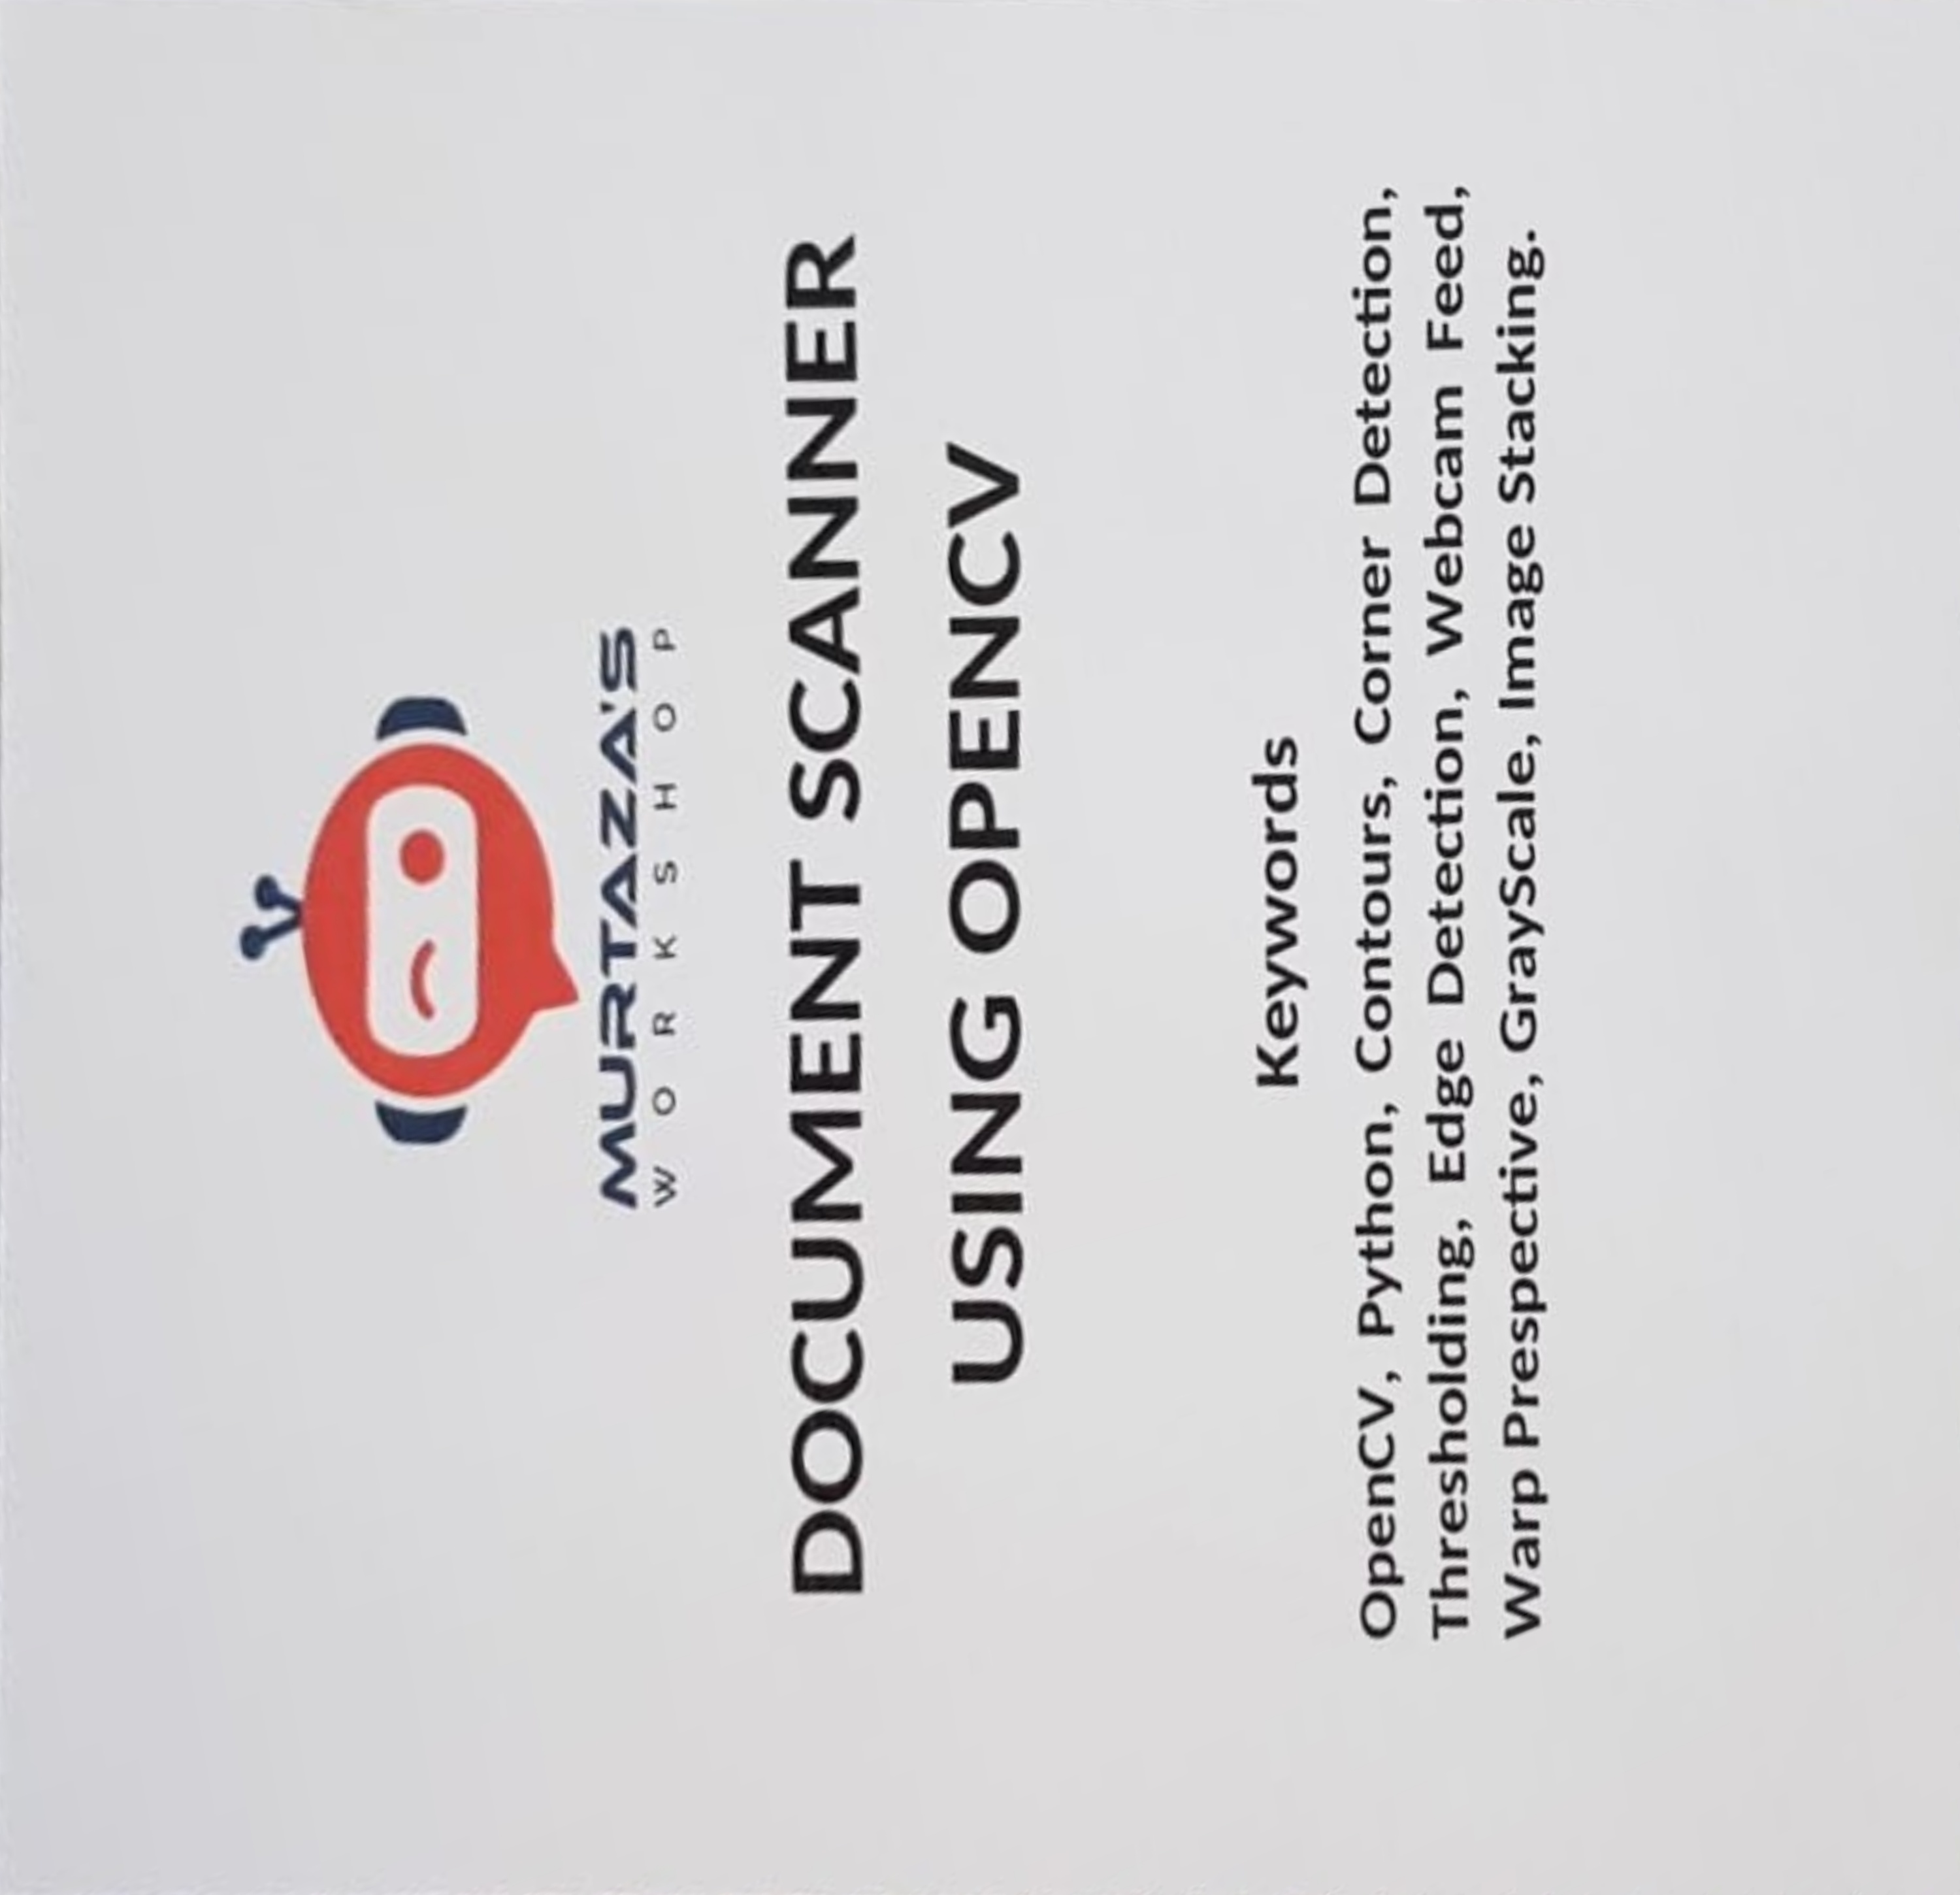 MURTAZA'S
WORKSHOP
DOCUMENT SCANNER
USING OPENCV
Keywords
OpenCV, Python, Contours, Corner Detection,
Thresholding, Edge Detection, Webcam Feed,
Warp Prespective, GrayScale, Image Stacking.